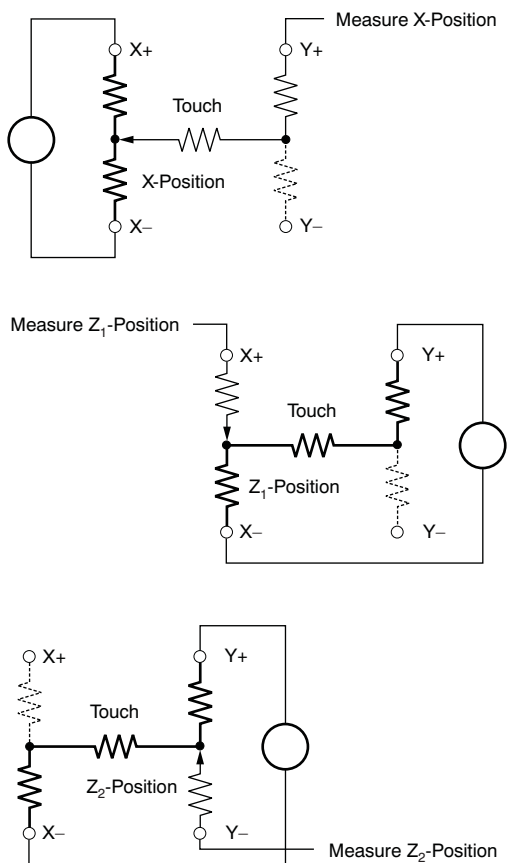 Measure X-Position
X+ Y+
Touch
X-Position
X– Y–
Measure Z₁-Position
X+ Y+
Touch
Z₁-Position
X– Y–
X+ Y+
Touch
Z₂-Position
X– Y–
Measure Z₂-Position